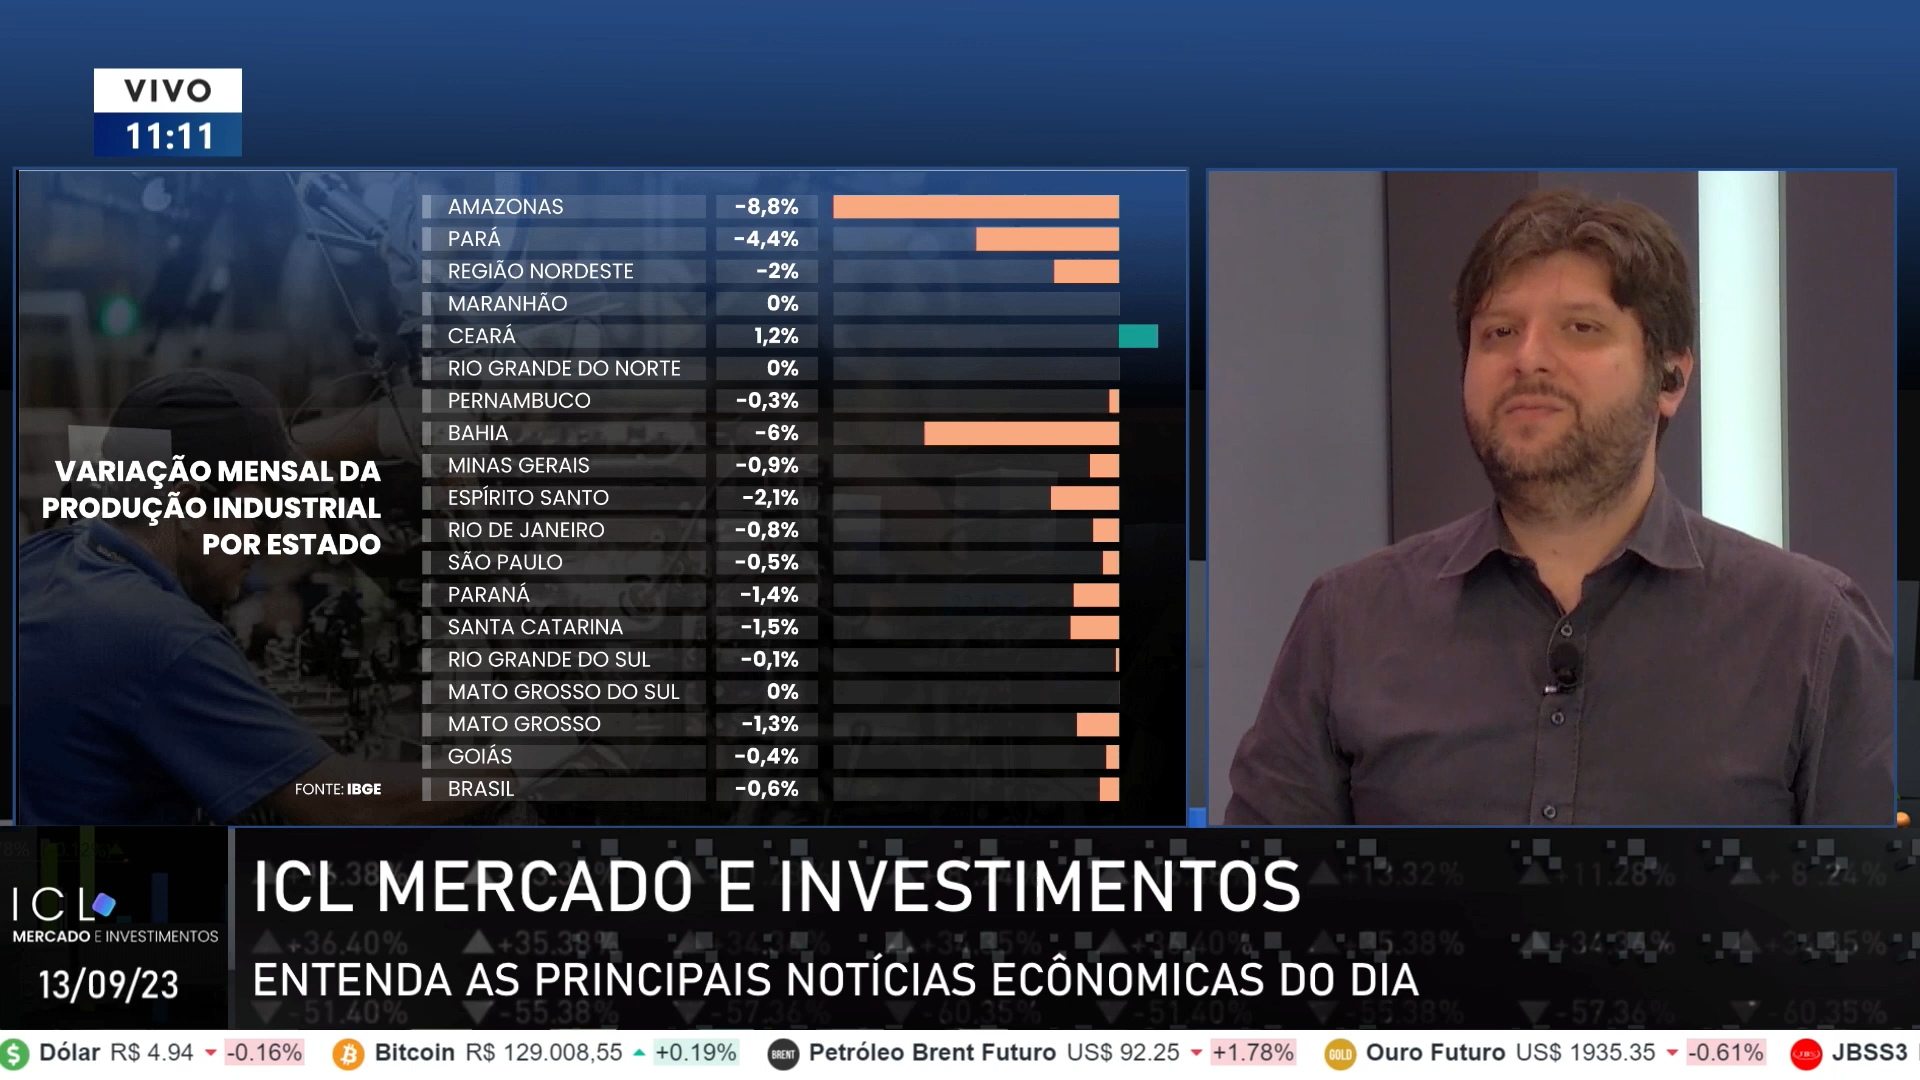 VIVO
11:11
VARIAÇÃO MENSAL DA
PRODUÇÃO INDUSTRIAL
POR ESTADO
FONTE: IBGE
AMAZONAS -8,8%
PARÁ -4,4%
REGIÃO NORDESTE -2%
MARANHÃO 0%
CEARÁ 1,2%
RIO GRANDE DO NORTE 0%
PERNAMBUCO -0,3%
BAHIA -6%
MINAS GERAIS -0,9%
ESPÍRITO SANTO -2,1%
RIO DE JANEIRO -0,8%
SÃO PAULO -0,5%
PARANÁ -1,4%
SANTA CATARINA -1,5%
RIO GRANDE DO SUL -0,1%
MATO GROSSO DO SUL 0%
MATO GROSSO -1,3%
GOIÁS -0,4%
BRASIL -0,6%
ICL
MERCADO E INVESTIMENTOS
13/09/23
ICL MERCADO E INVESTIMENTOS
ENTENDA AS PRINCIPAIS NOTÍCIAS ECÔNOMICAS DO DIA
Dólar R$ 4.94 -0.16% Bitcoin R$ 129.008,55 +0.19% BRENT Petróleo Brent Futuro US$ 92.25 +1.78% GOLD Ouro Futuro US$ 1935.35 -0.61% JBSS3